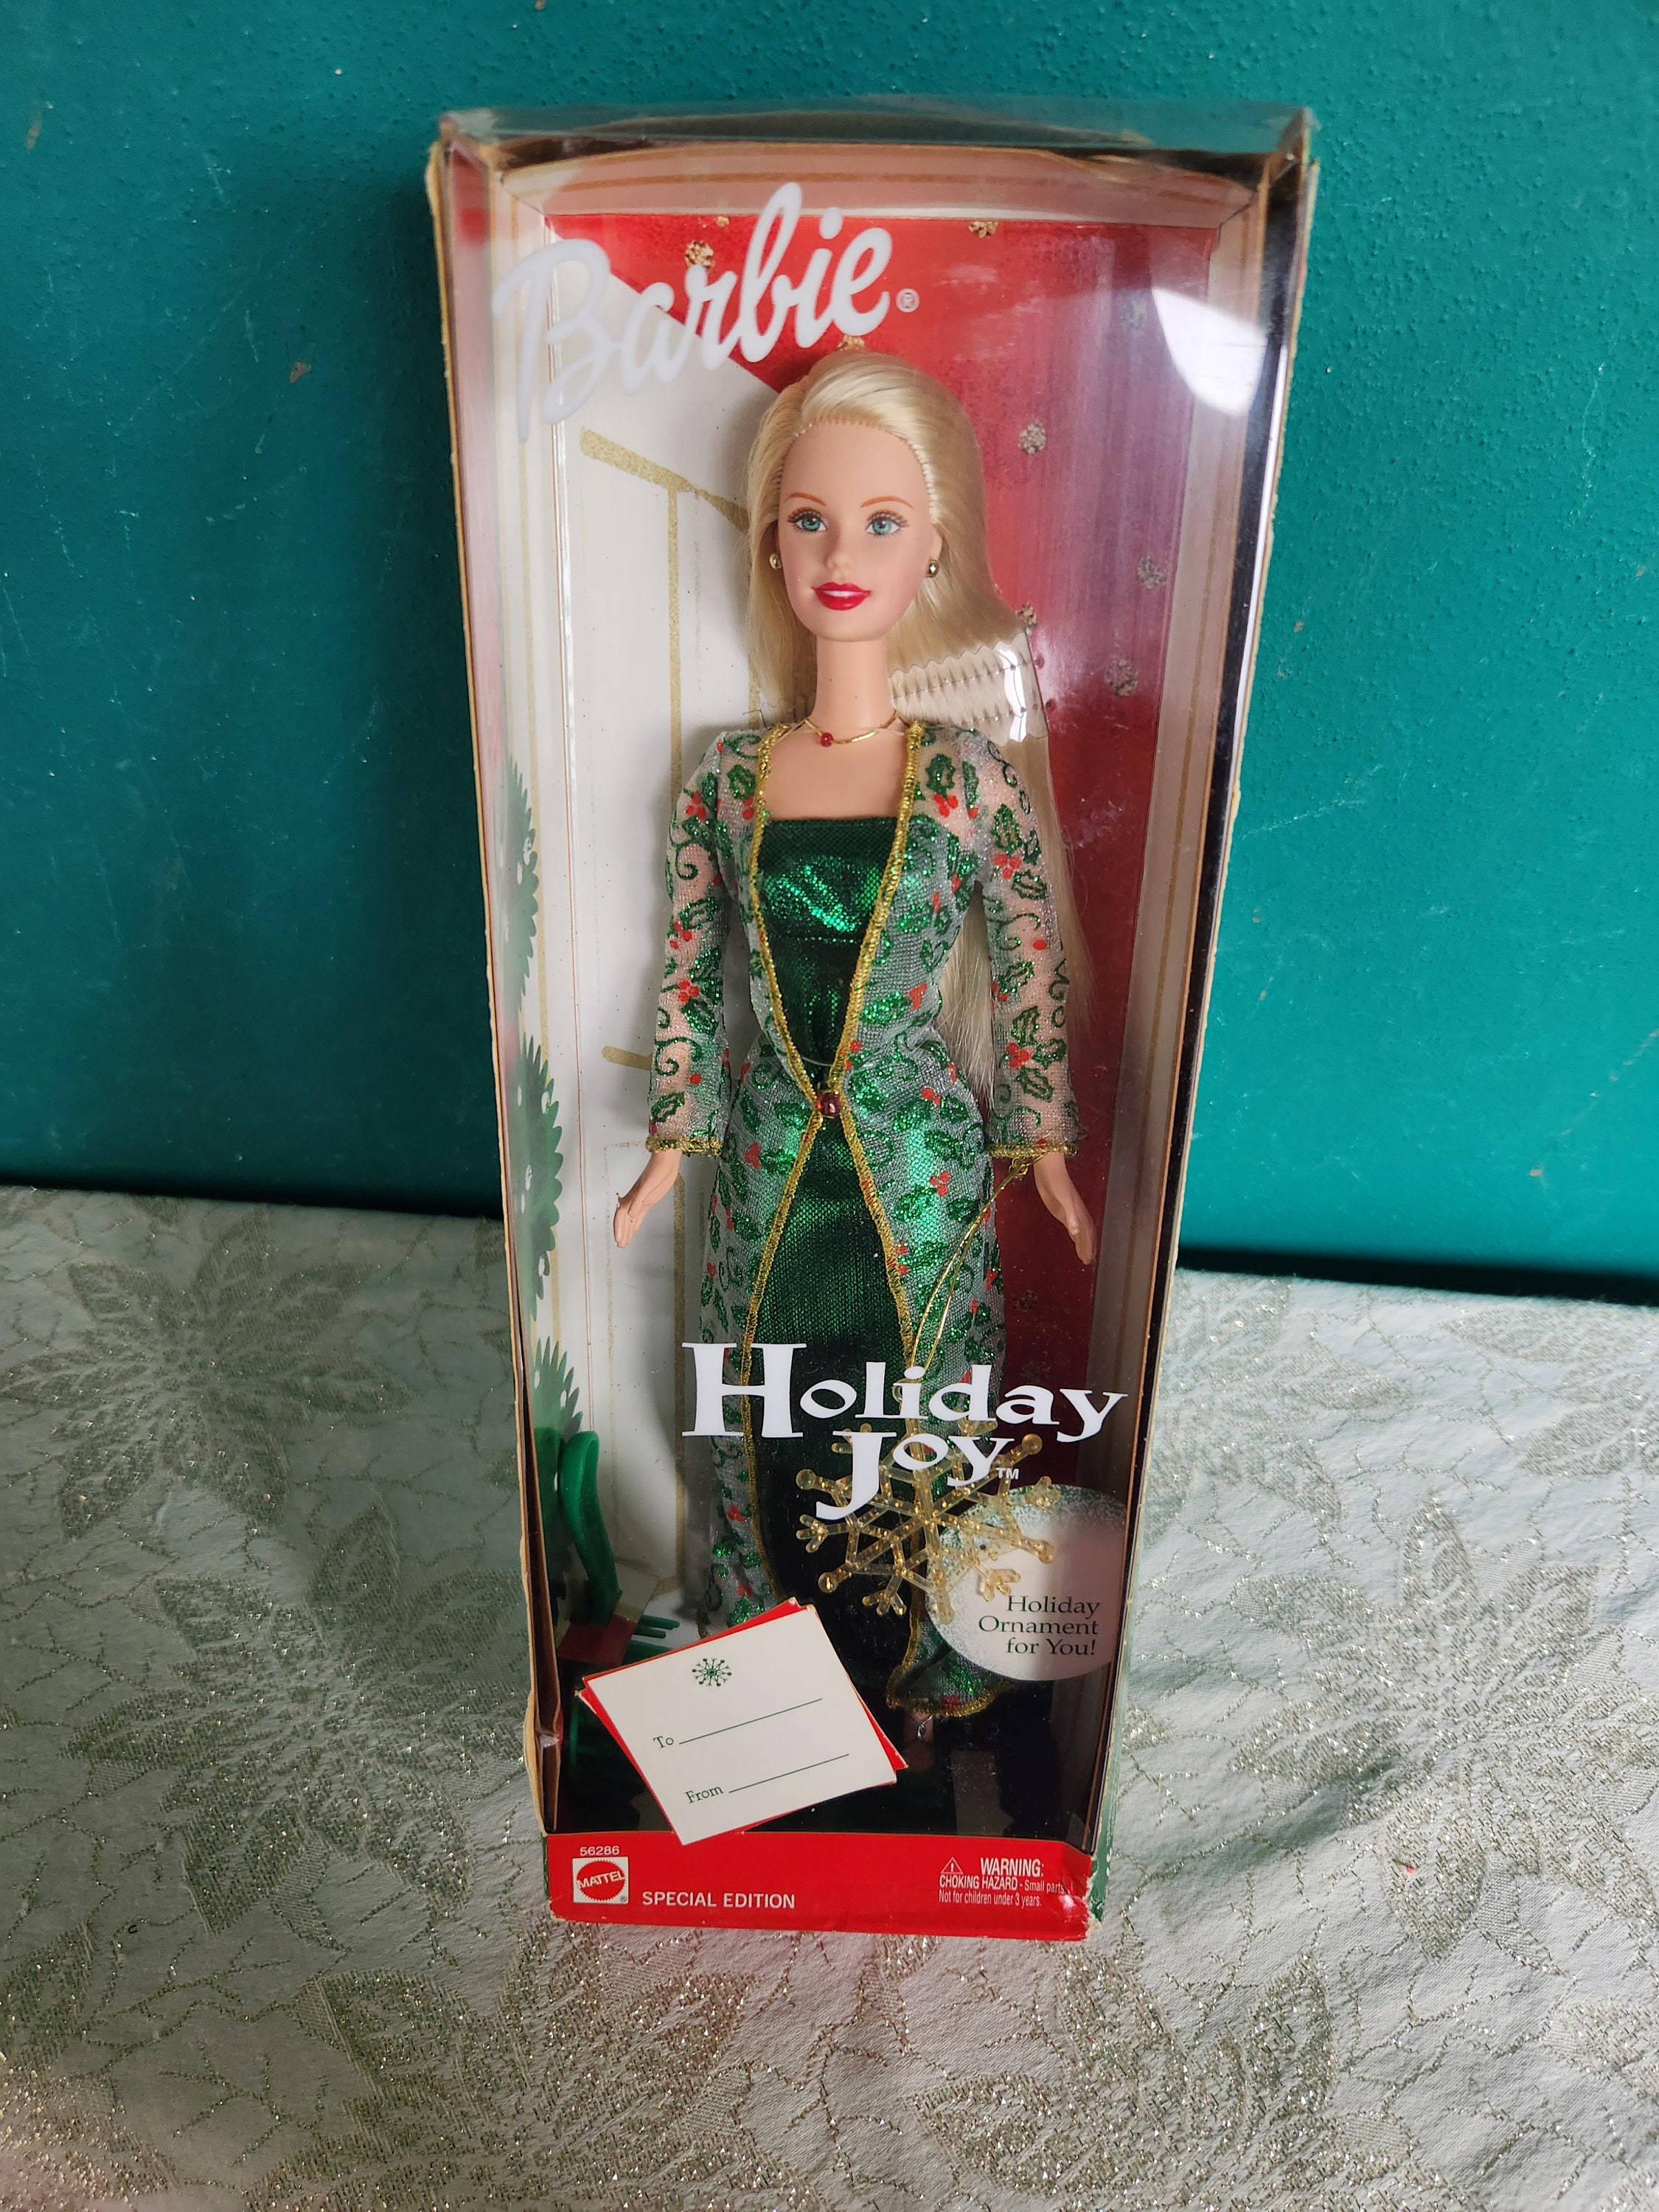 Barbie®
Holiday
Joy™
Holiday
Ornament
for You!
To
From
56286
MATTEL®
SPECIAL EDITION
WARNING:
CHOKING HAZARD - Small parts
Not for children under 3 years.